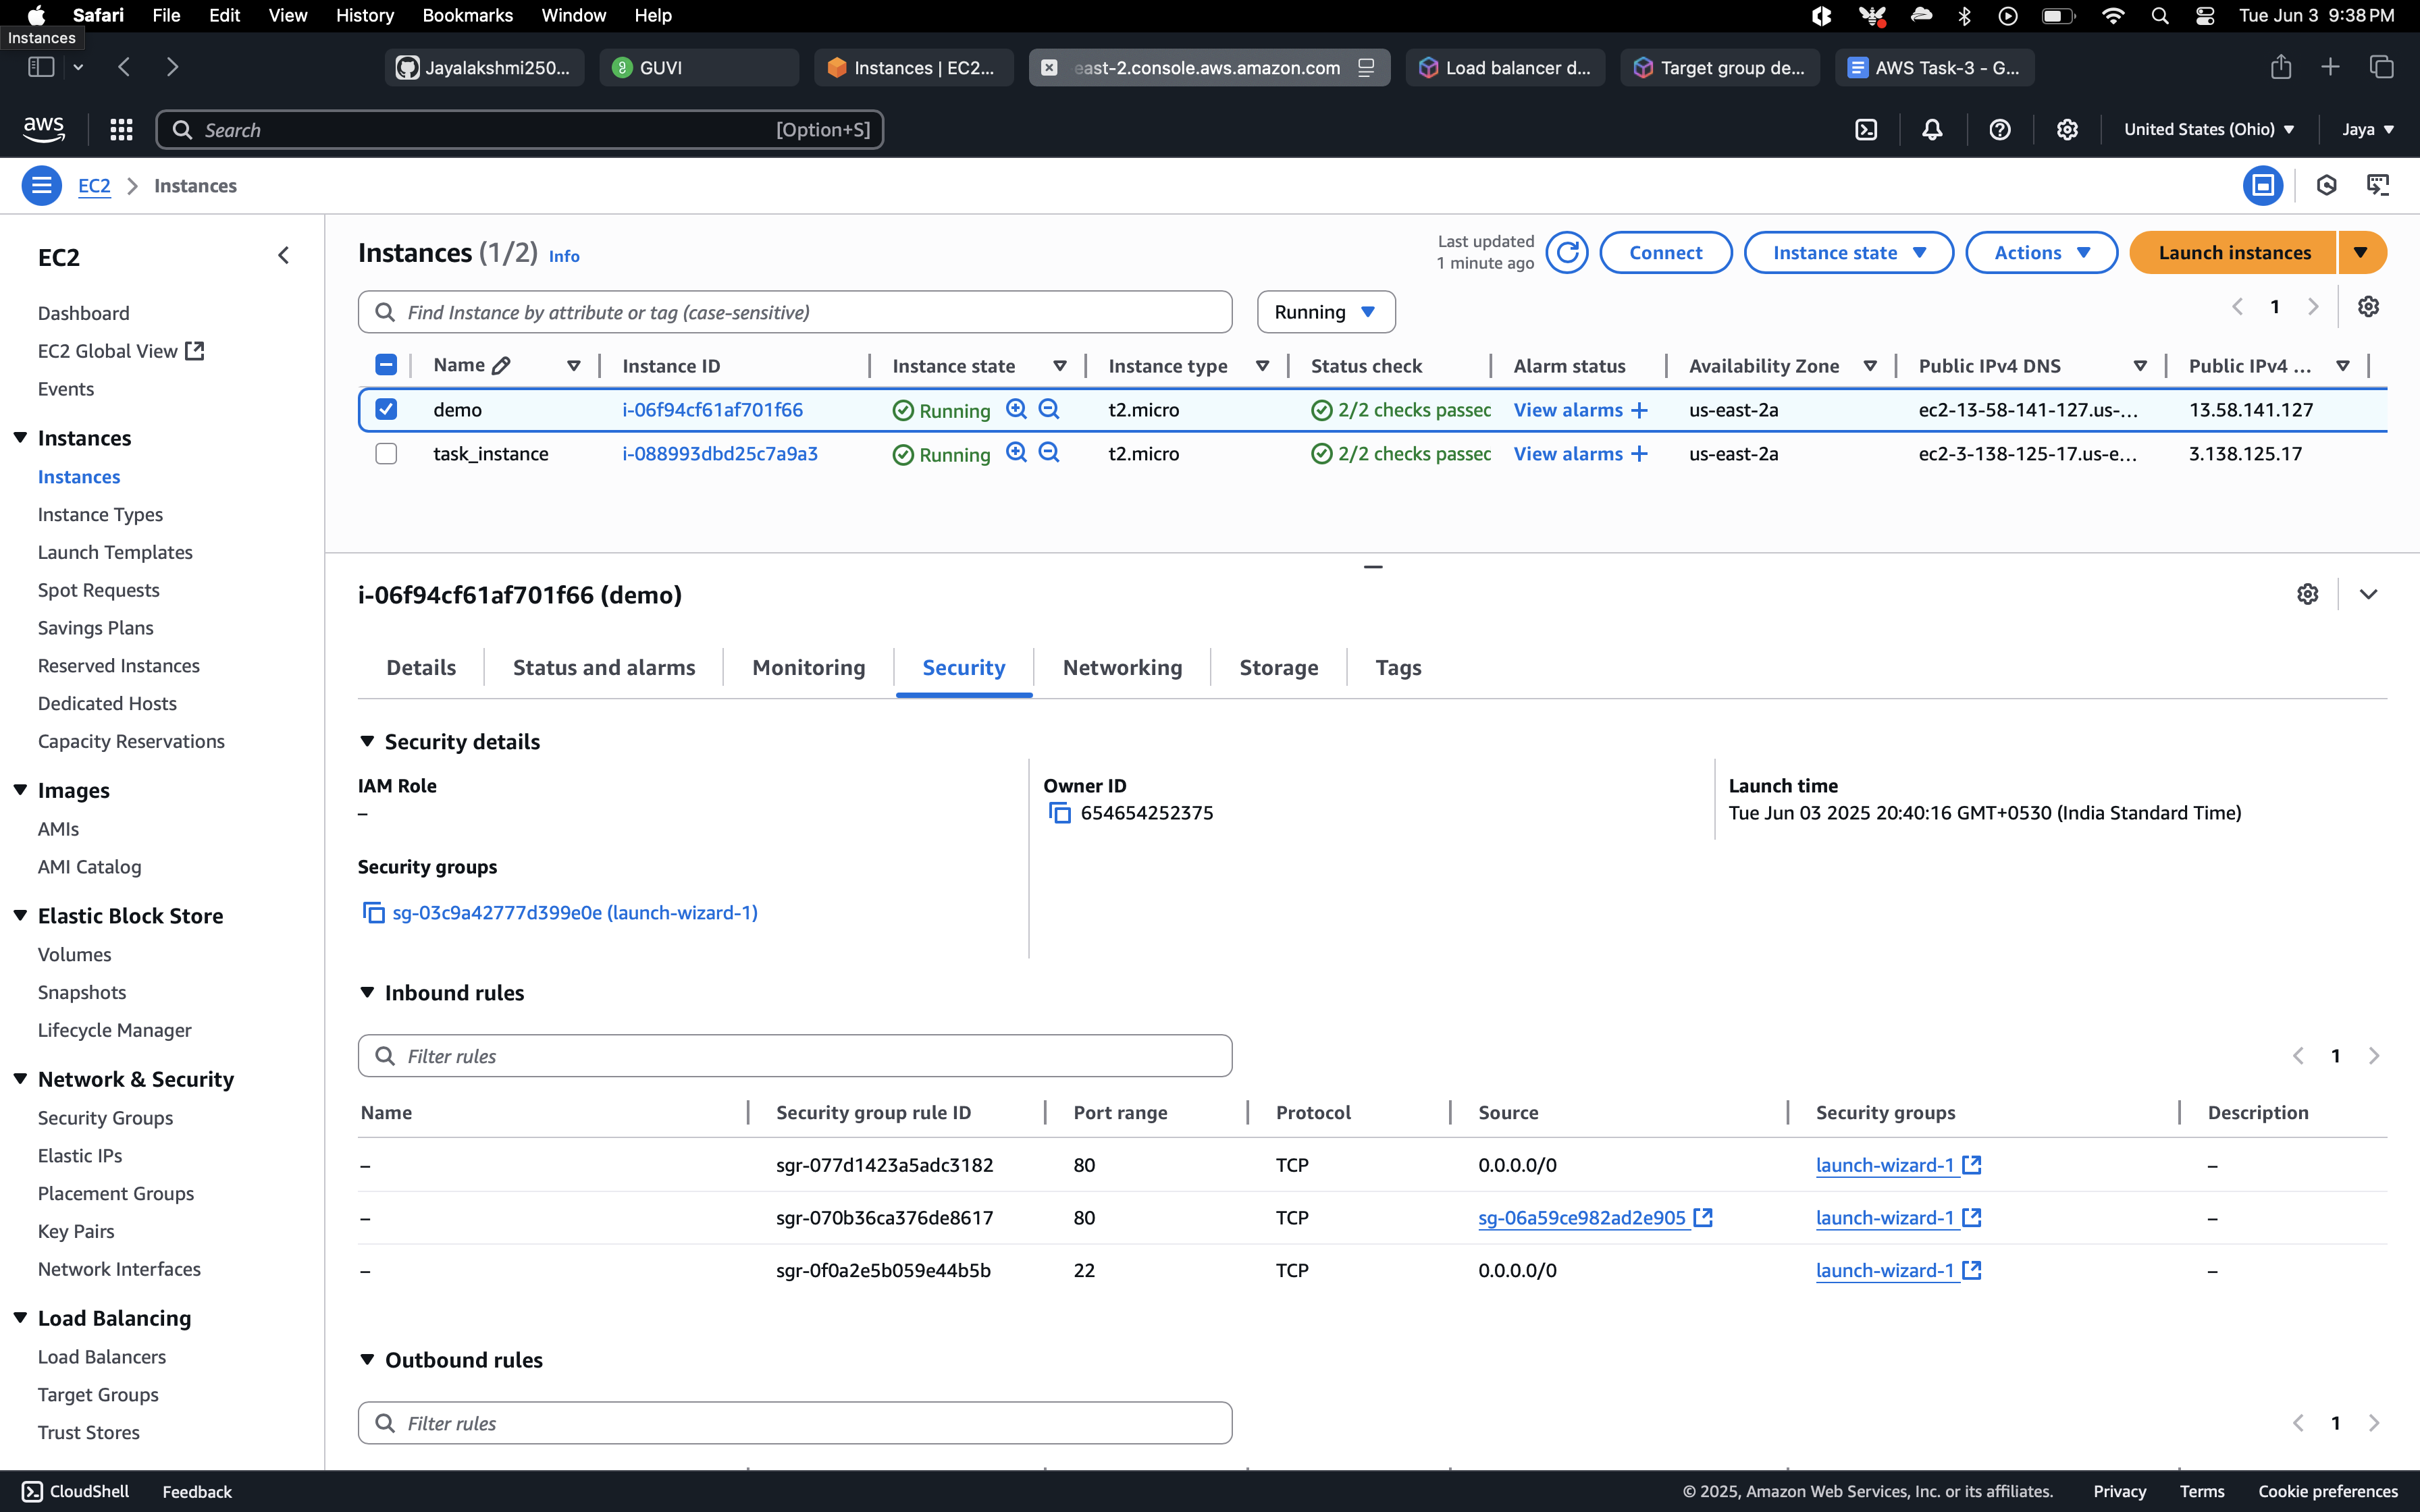 Safari File Edit View History Bookmarks Window Help Tue Jun 3 9:38 PM
Instances
Jayalakshmi250... GUVI Instances | EC2... east-2.console.aws.amazon.com Load balancer d... Target group de... AWS Task-3 - G...
aws Search [Option+S] United States (Ohio) Jaya
EC2 Instances
EC2
Dashboard
EC2 Global View
Events
Instances
Instances
Instance Types
Launch Templates
Spot Requests
Savings Plans
Reserved Instances
Dedicated Hosts
Capacity Reservations
Images
AMIs
AMI Catalog
Elastic Block Store
Volumes
Snapshots
Lifecycle Manager
Network & Security
Security Groups
Elastic IPs
Placement Groups
Key Pairs
Network Interfaces
Load Balancing
Load Balancers
Target Groups
Trust Stores
Instances (1/2) Info
Last updated
1 minute ago
Connect Instance state Actions Launch instances
Find Instance by attribute or tag (case-sensitive) Running 1
Name Instance ID Instance state Instance type Status check Alarm status Availability Zone Public IPv4 DNS Public IPv4 ...
demo i-06f94cf61af701f66 Running t2.micro 2/2 checks passec View alarms + us-east-2a ec2-13-58-141-127.us-... 13.58.141.127
task_instance i-088993dbd25c7a9a3 Running t2.micro 2/2 checks passec View alarms + us-east-2a ec2-3-138-125-17.us-e... 3.138.125.17
i-06f94cf61af701f66 (demo)
Details Status and alarms Monitoring Security Networking Storage Tags
Security details
IAM Role Owner ID Launch time
– 654654252375 Tue Jun 03 2025 20:40:16 GMT+0530 (India Standard Time)
Security groups
sg-03c9a42777d399e0e (launch-wizard-1)
Inbound rules
Filter rules 1
Name Security group rule ID Port range Protocol Source Security groups Description
– sgr-077d1423a5adc3182 80 TCP 0.0.0.0/0 launch-wizard-1 –
– sgr-070b36ca376de8617 80 TCP sg-06a59ce982ad2e905 launch-wizard-1 –
– sgr-0f0a2e5b059e44b5b 22 TCP 0.0.0.0/0 launch-wizard-1 –
Outbound rules
Filter rules 1
CloudShell Feedback © 2025, Amazon Web Services, Inc. or its affiliates. Privacy Terms Cookie preferences